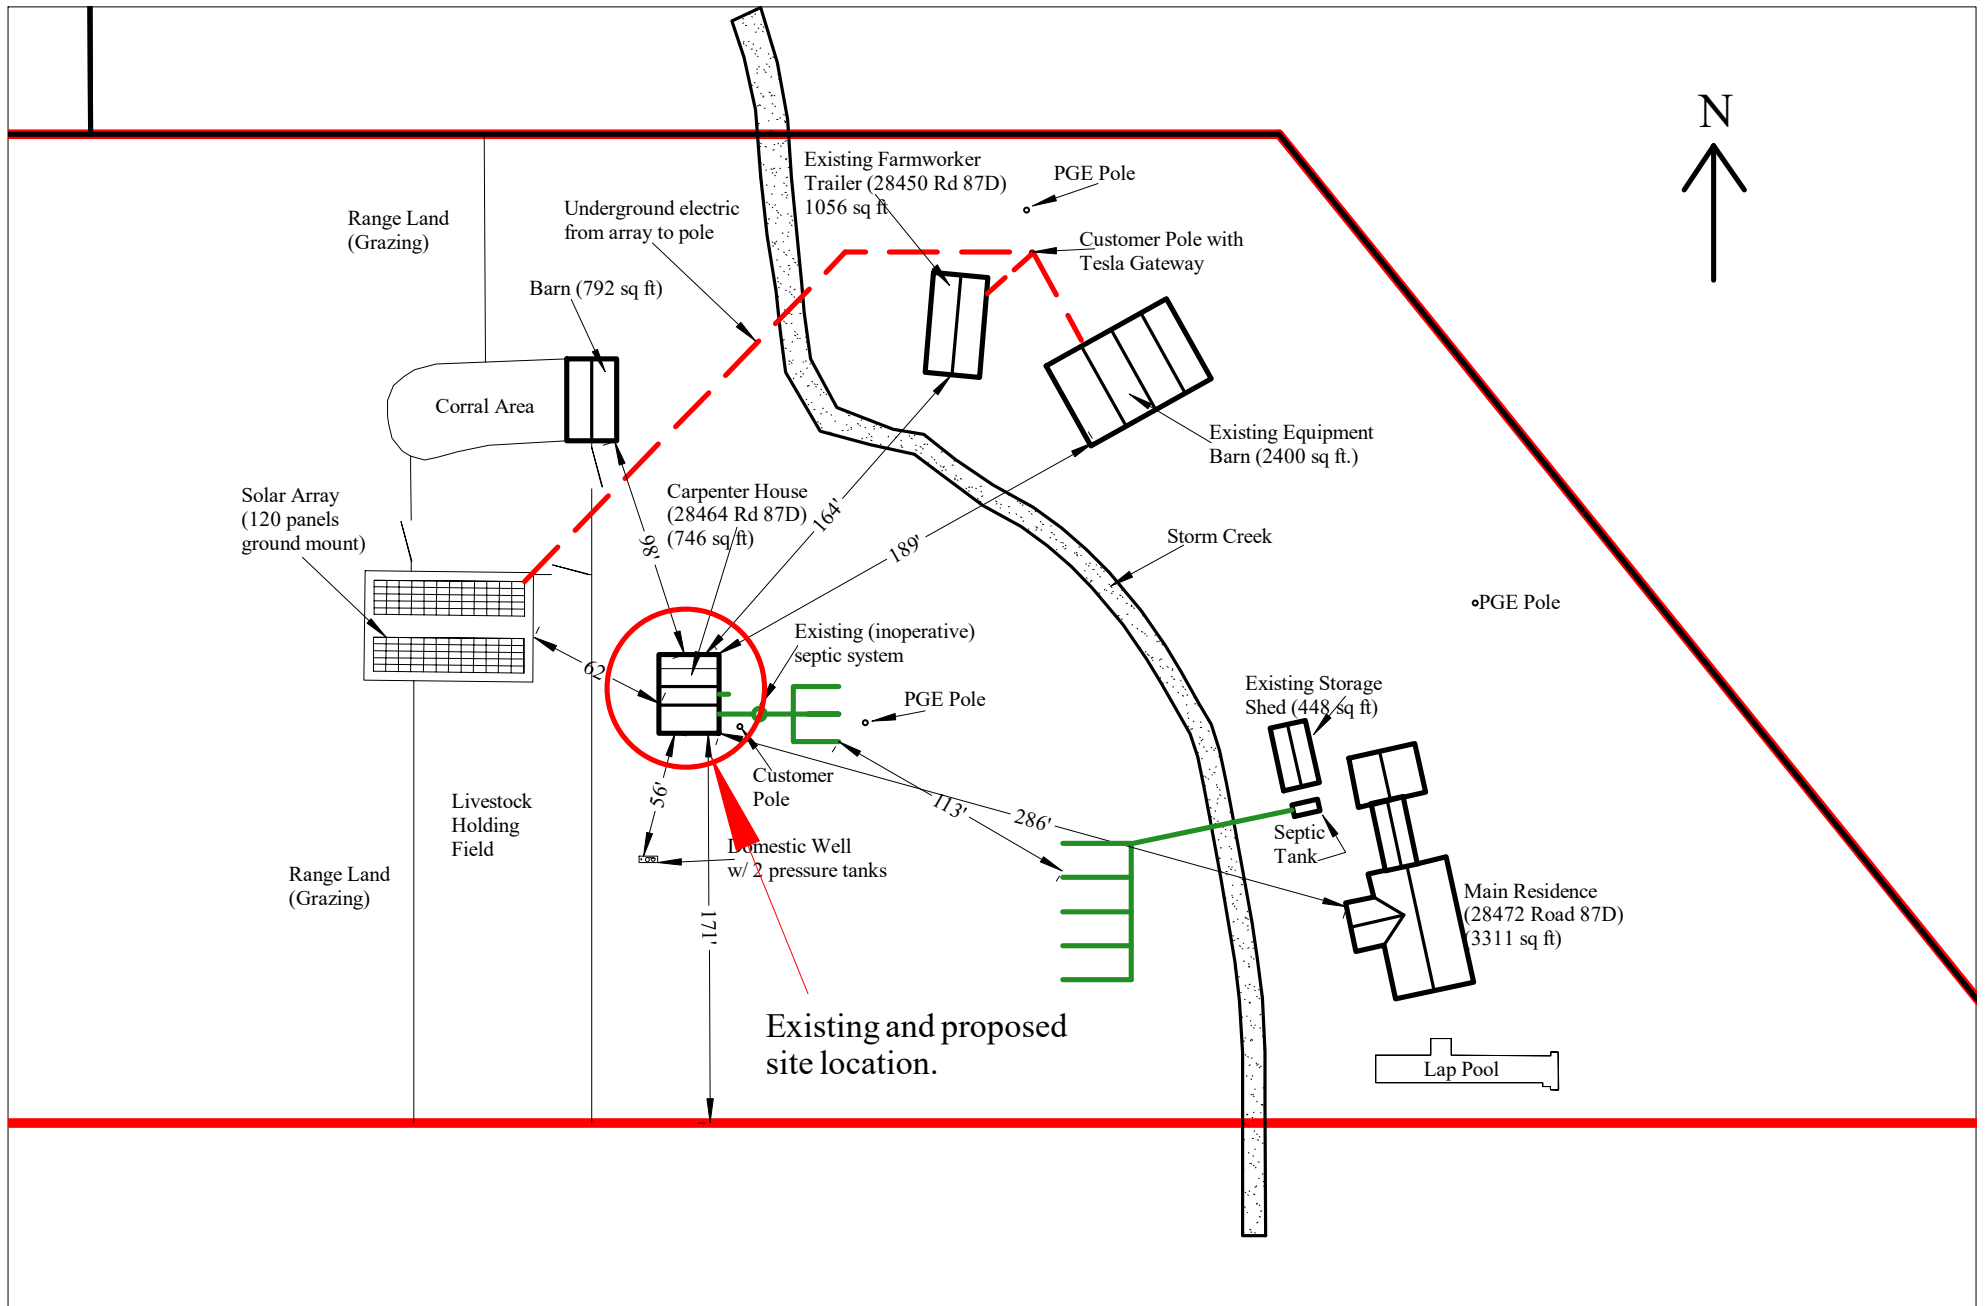 N
Existing Farmworker
Trailer (28450 Rd 87D)
1056 sq ft
PGE Pole
Underground electric
from array to pole
Range Land
(Grazing)
Customer Pole with
Tesla Gateway
Barn (792 sq ft)
Corral Area
Existing Equipment
Barn (2400 sq ft.)
Solar Array
(120 panels
ground mount)
Carpenter House
(28464 Rd 87D)
(746 sq ft)
98'
164'
189'
Storm Creek
PGE Pole
62
Existing (inoperative)
septic system
PGE Pole
Existing Storage
Shed (448 sq ft)
Customer
Pole
56'
113'
286'
Livestock
Holding
Field
Septic
Tank
Domestic Well
w/ 2 pressure tanks
Range Land
(Grazing)
171'
Main Residence
(28472 Road 87D)
(3311 sq ft)
Existing and proposed
site location.
Lap Pool